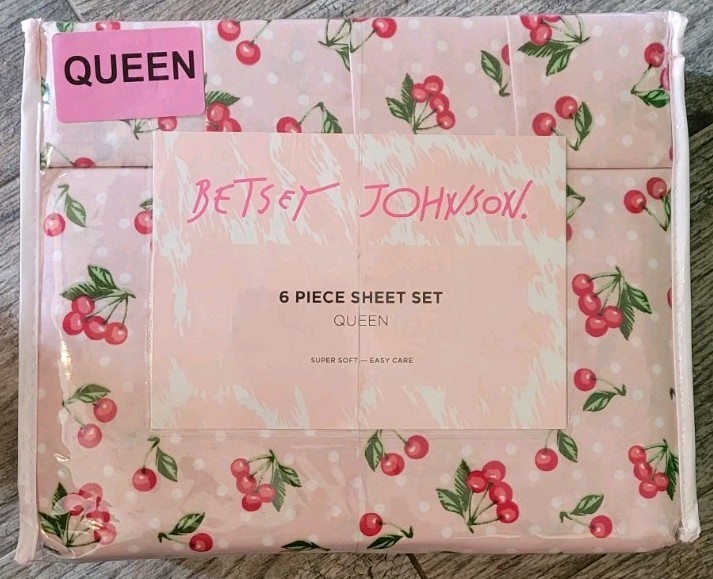 QUEEN
BETSEY JOHNSON.
6 PIECE SHEET SET
QUEEN
SUPER SOFT — EASY CARE